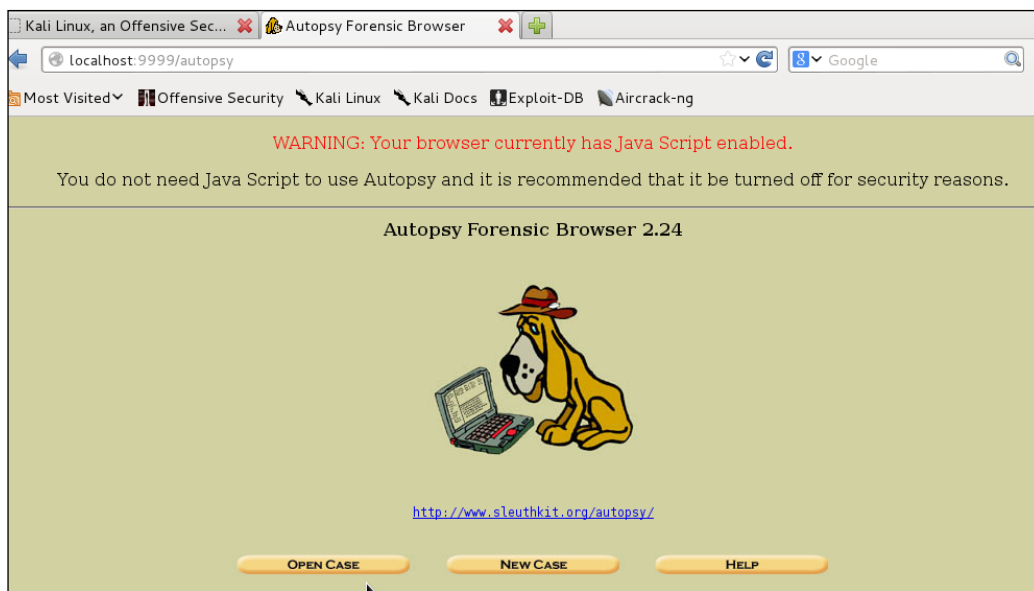 Kali Linux, an Offensive Sec... Autopsy Forensic Browser
localhost:9999/autopsy
8 Google
Most Visited Offensive Security Kali Linux Kali Docs Exploit-DB Aircrack-ng
WARNING: Your browser currently has Java Script enabled.
You do not need Java Script to use Autopsy and it is recommended that it be turned off for security reasons.
Autopsy Forensic Browser 2.24
http://www.sleuthkit.org/autopsy/
OPEN CASE NEW CASE HELP